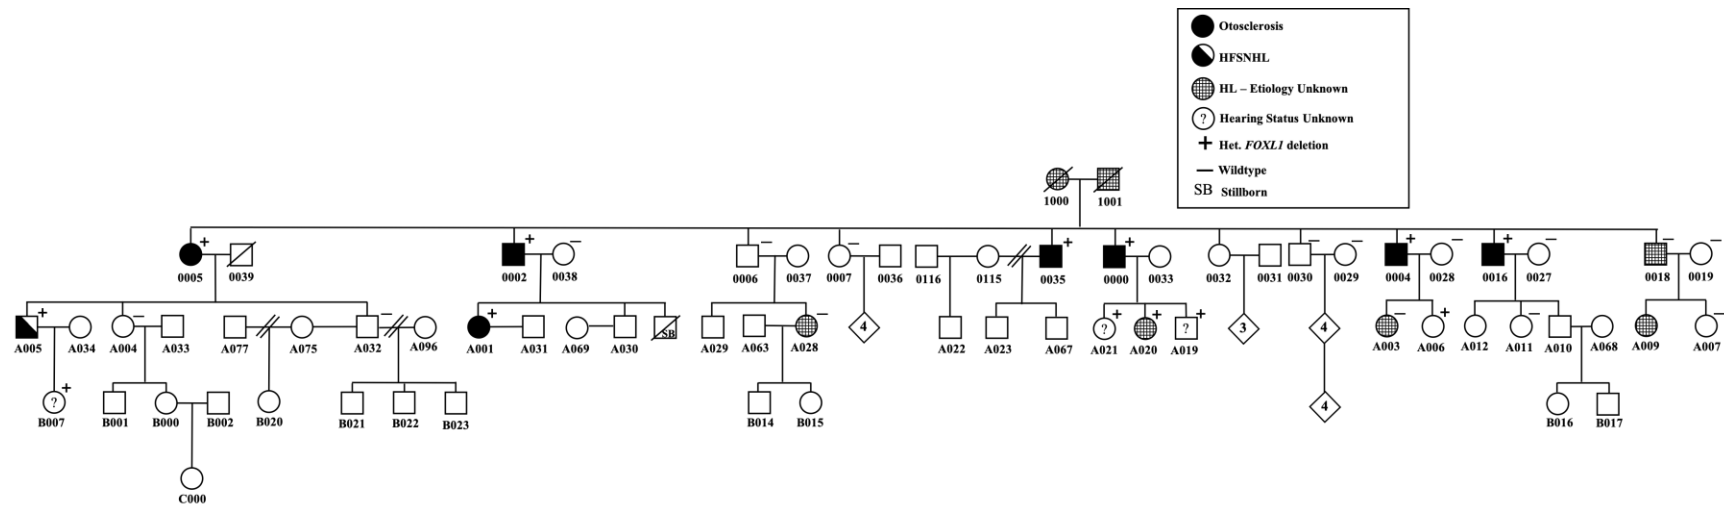 Otosclerosis
HFSNHL
HL – Etiology Unknown
? Hearing Status Unknown
+ Het. FOXL1 deletion
— Wildtype
SB Stillborn
1000 1001
+ + − − + + − + − + − − −
0005 0039 0002 0038 0006 0037 0007 0036 0116 0115 0035 0000 0033 0032 0031 0030 0029 0004 0028 0016 0027 0018 0019
+ − − + SB − 4 ? + + ? + 3 4 − + − −
A005 A034 A004 A033 A077 A075 A032 A096 A001 A031 A069 A030 A029 A063 A028 A022 A023 A067 A021 A020 A019 A003 A006 A012 A011 A010 A068 A009 A007
? + 4
B007 B001 B000 B002 B020 B021 B022 B023 B014 B015 B016 B017
C000